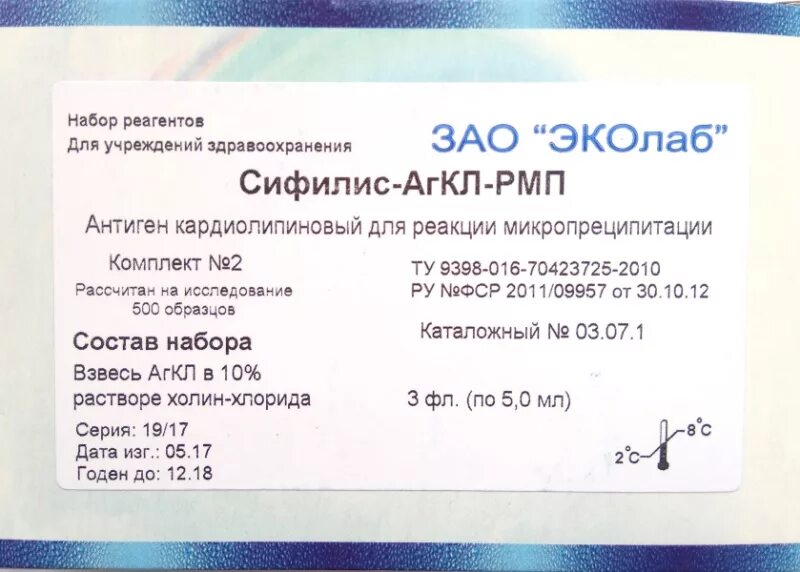 Набор реагентов
Для учреждений здравоохранения
ЗАО “ЭКОлаб”
Сифилис-АгКЛ-РМП
Антиген кардиолипиновый для реакции микропреципитации
Комплект №2
ТУ 9398-016-70423725-2010
Рассчитан на исследование
500 образцов
РУ №ФСР 2011/09957 от 30.10.12
Каталожный № 03.07.1
Состав набора
Взвесь АгКЛ в 10%
растворе холин-хлорида
3 фл. (по 5,0 мл)
Серия: 19/17
Дата изг.: 05.17
Годен до: 12.18
8°C
2°C